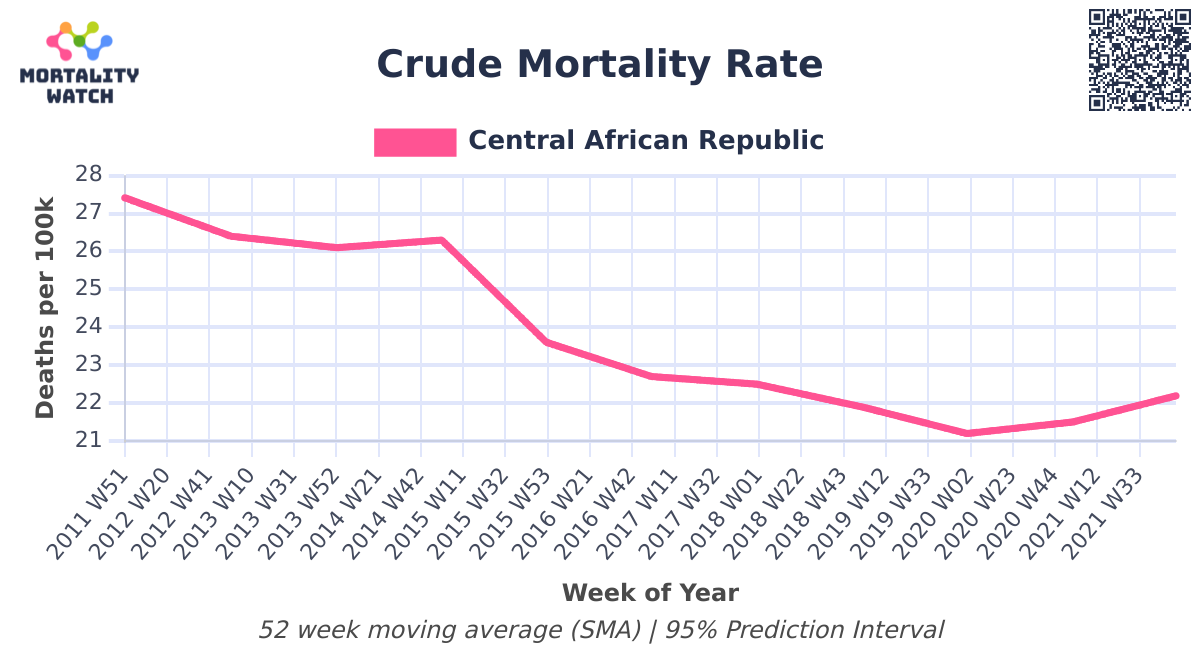 MORTALITY
WATCH
Crude Mortality Rate
Central African Republic
Deaths per 100k
28
27
26
25
24
23
22
21
2011 W51
2012 W20
2012 W41
2013 W10
2013 W31
2013 W52
2014 W21
2014 W42
2015 W11
2015 W32
2015 W53
2016 W21
2016 W42
2017 W11
2017 W32
2018 W01
2018 W22
2018 W43
2019 W12
2019 W33
2020 W02
2020 W23
2020 W44
2021 W12
2021 W33
Week of Year
52 week moving average (SMA) | 95% Prediction Interval